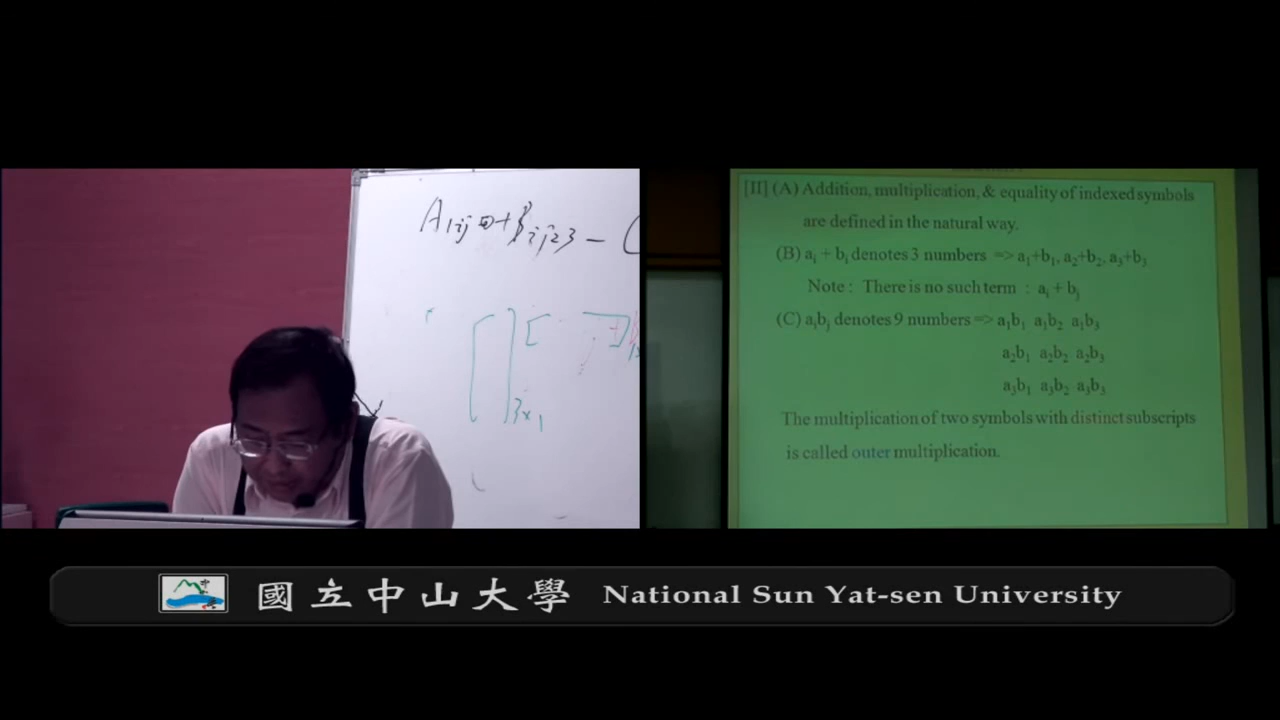 A₁ᵢⱼ
3x1
[II] (A) Addition, multiplication, & equality of indexed symbols
are defined in the natural way.
(B) aᵢ + bᵢ denotes 3 numbers => a₁+b₁, a₂+b₂, a₃+b₃
Note : There is no such term : aᵢ + bⱼ
(C) aᵢbⱼ denotes 9 numbers => a₁b₁ a₁b₂ a₁b₃
a₂b₁ a₂b₂ a₂b₃
a₃b₁ a₃b₂ a₃b₃
The multiplication of two symbols with distinct subscripts
is called outer multiplication.
國立中山大學 National Sun Yat-sen University